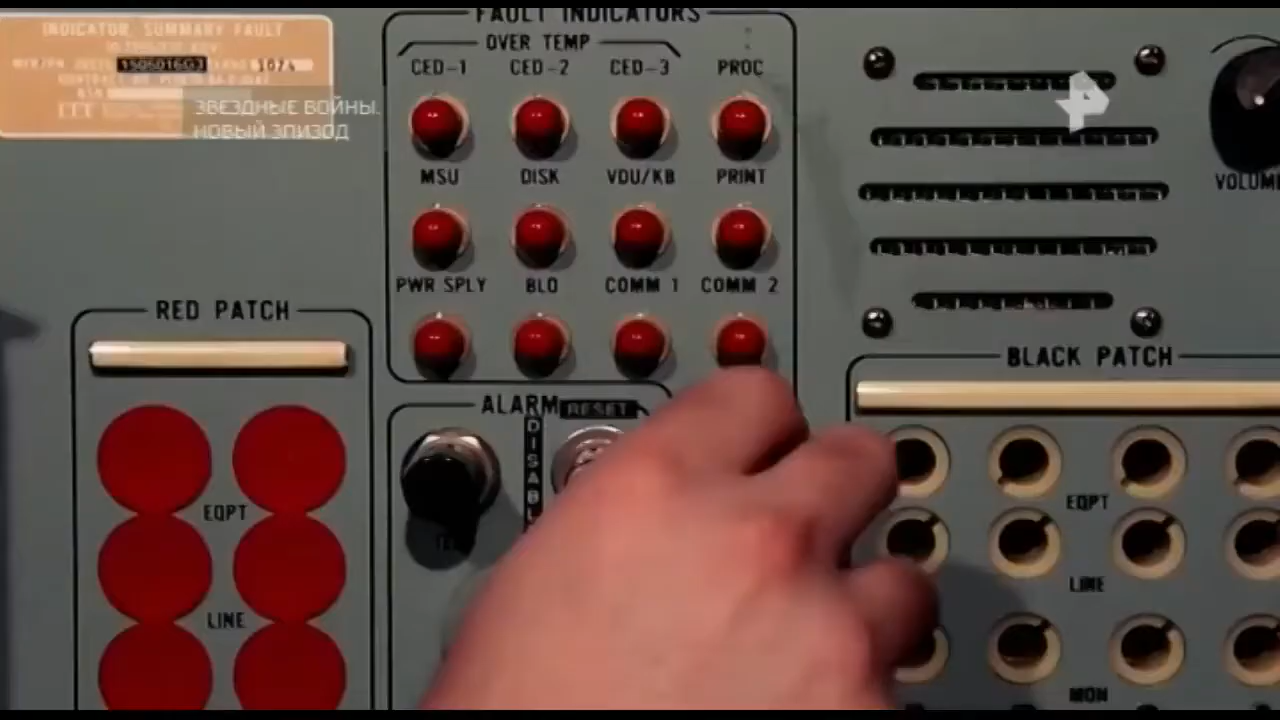 INDICATOR, SUMMARY FAULT
ЗВЕЗДНЫЕ ВОЙНЫ.
НОВЫЙ ЭПИЗОД
FAULT INDICATORS
OVER TEMP
CED-1 CED-2 CED-3 PROC
MSU DISK VDU/KB PRINT
PWR SPLY BLO COMM 1 COMM 2
VOLUME
RED PATCH
EQPT
LINE
ALARM RESET
BLACK PATCH
EQPT
LINE
MON